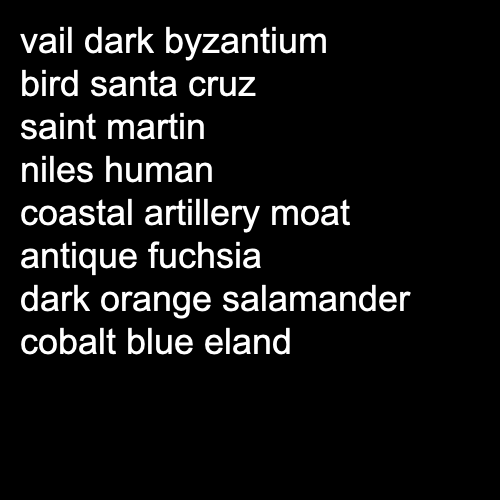 vail dark byzantium
bird santa cruz
saint martin
niles human
coastal artillery moat
antique fuchsia
dark orange salamander
cobalt blue eland